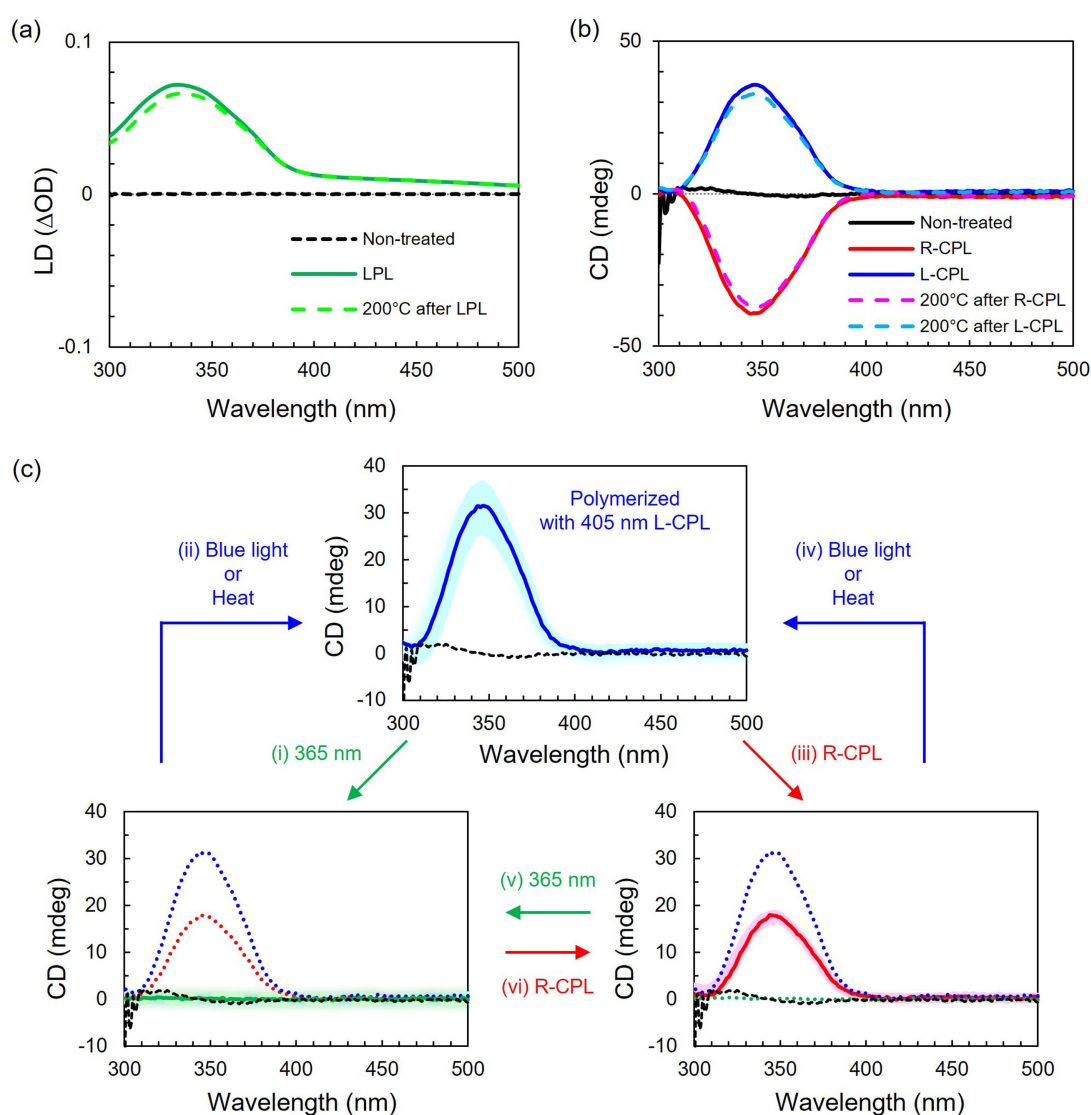 (a)
0.1
0
-0.1
LD (ΔOD)
Non-treated
LPL
200°C after LPL
300
350
400
450
500
Wavelength (nm)
(b)
50
0
-50
CD (mdeg)
Non-treated
R-CPL
L-CPL
200°C after R-CPL
200°C after L-CPL
300
350
400
450
500
Wavelength (nm)
(c)
40
30
20
10
0
-10
CD (mdeg)
Polymerized
with 405 nm L-CPL
300
350
400
450
500
Wavelength (nm)
(ii) Blue light
or
Heat
(iv) Blue light
or
Heat
(i) 365 nm
(iii) R-CPL
40
30
20
10
0
-10
CD (mdeg)
300
350
400
450
500
Wavelength (nm)
(v) 365 nm
(vi) R-CPL
40
30
20
10
0
-10
CD (mdeg)
300
350
400
450
500
Wavelength (nm)